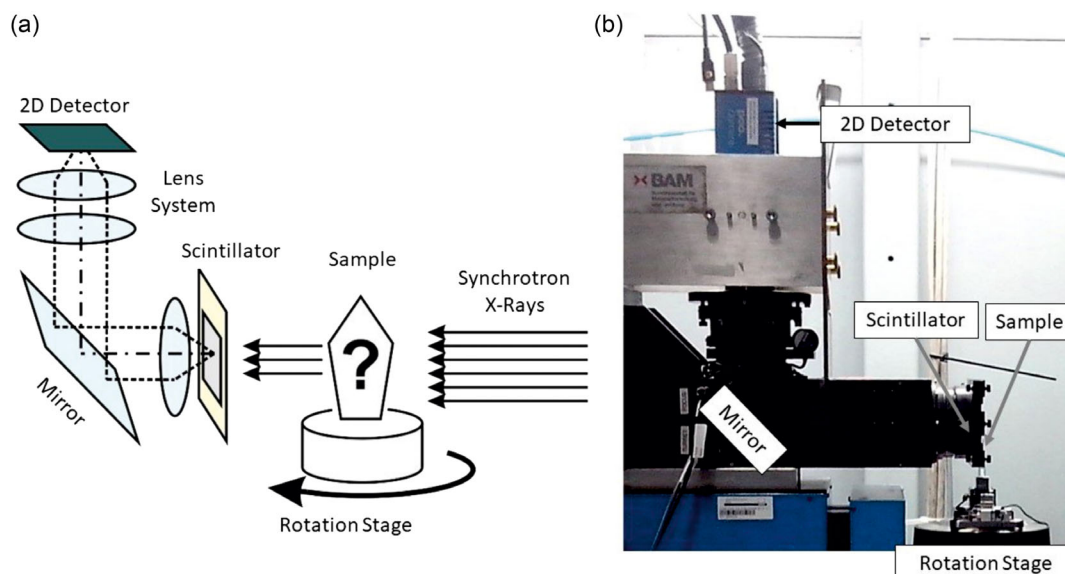 (a)
2D Detector
Lens
System
Scintillator
Sample
Synchrotron
X-Rays
?
Mirror
Rotation Stage
(b)
2D Detector
BAM
Scintillator
Sample
Mirror
Rotation Stage